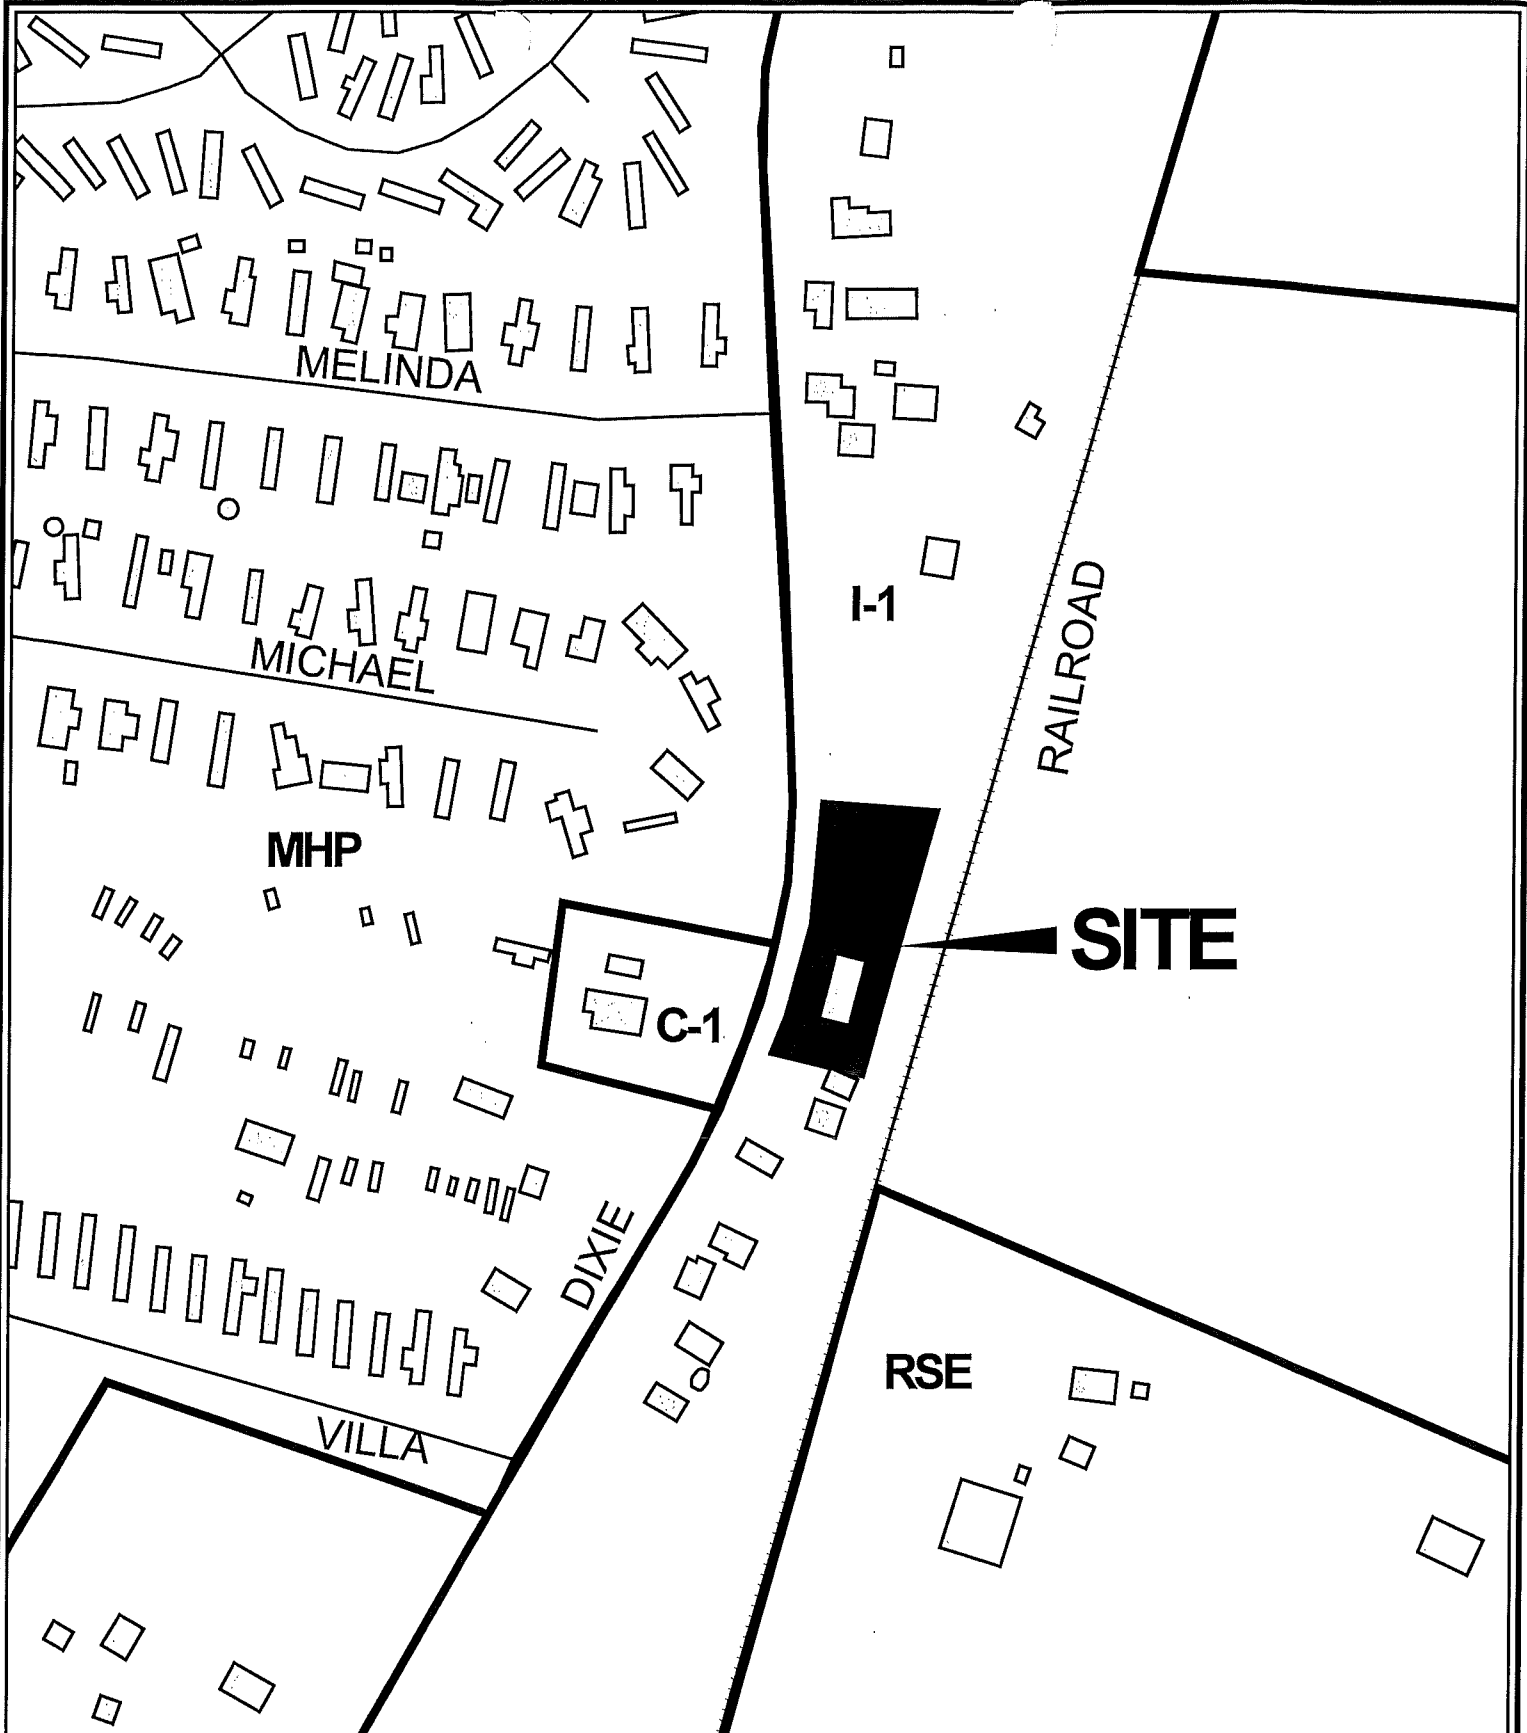 MELINDA
I-1
RAILROAD
MICHAEL
MHP
SITE
C-1
DIXIE
RSE
VILLA